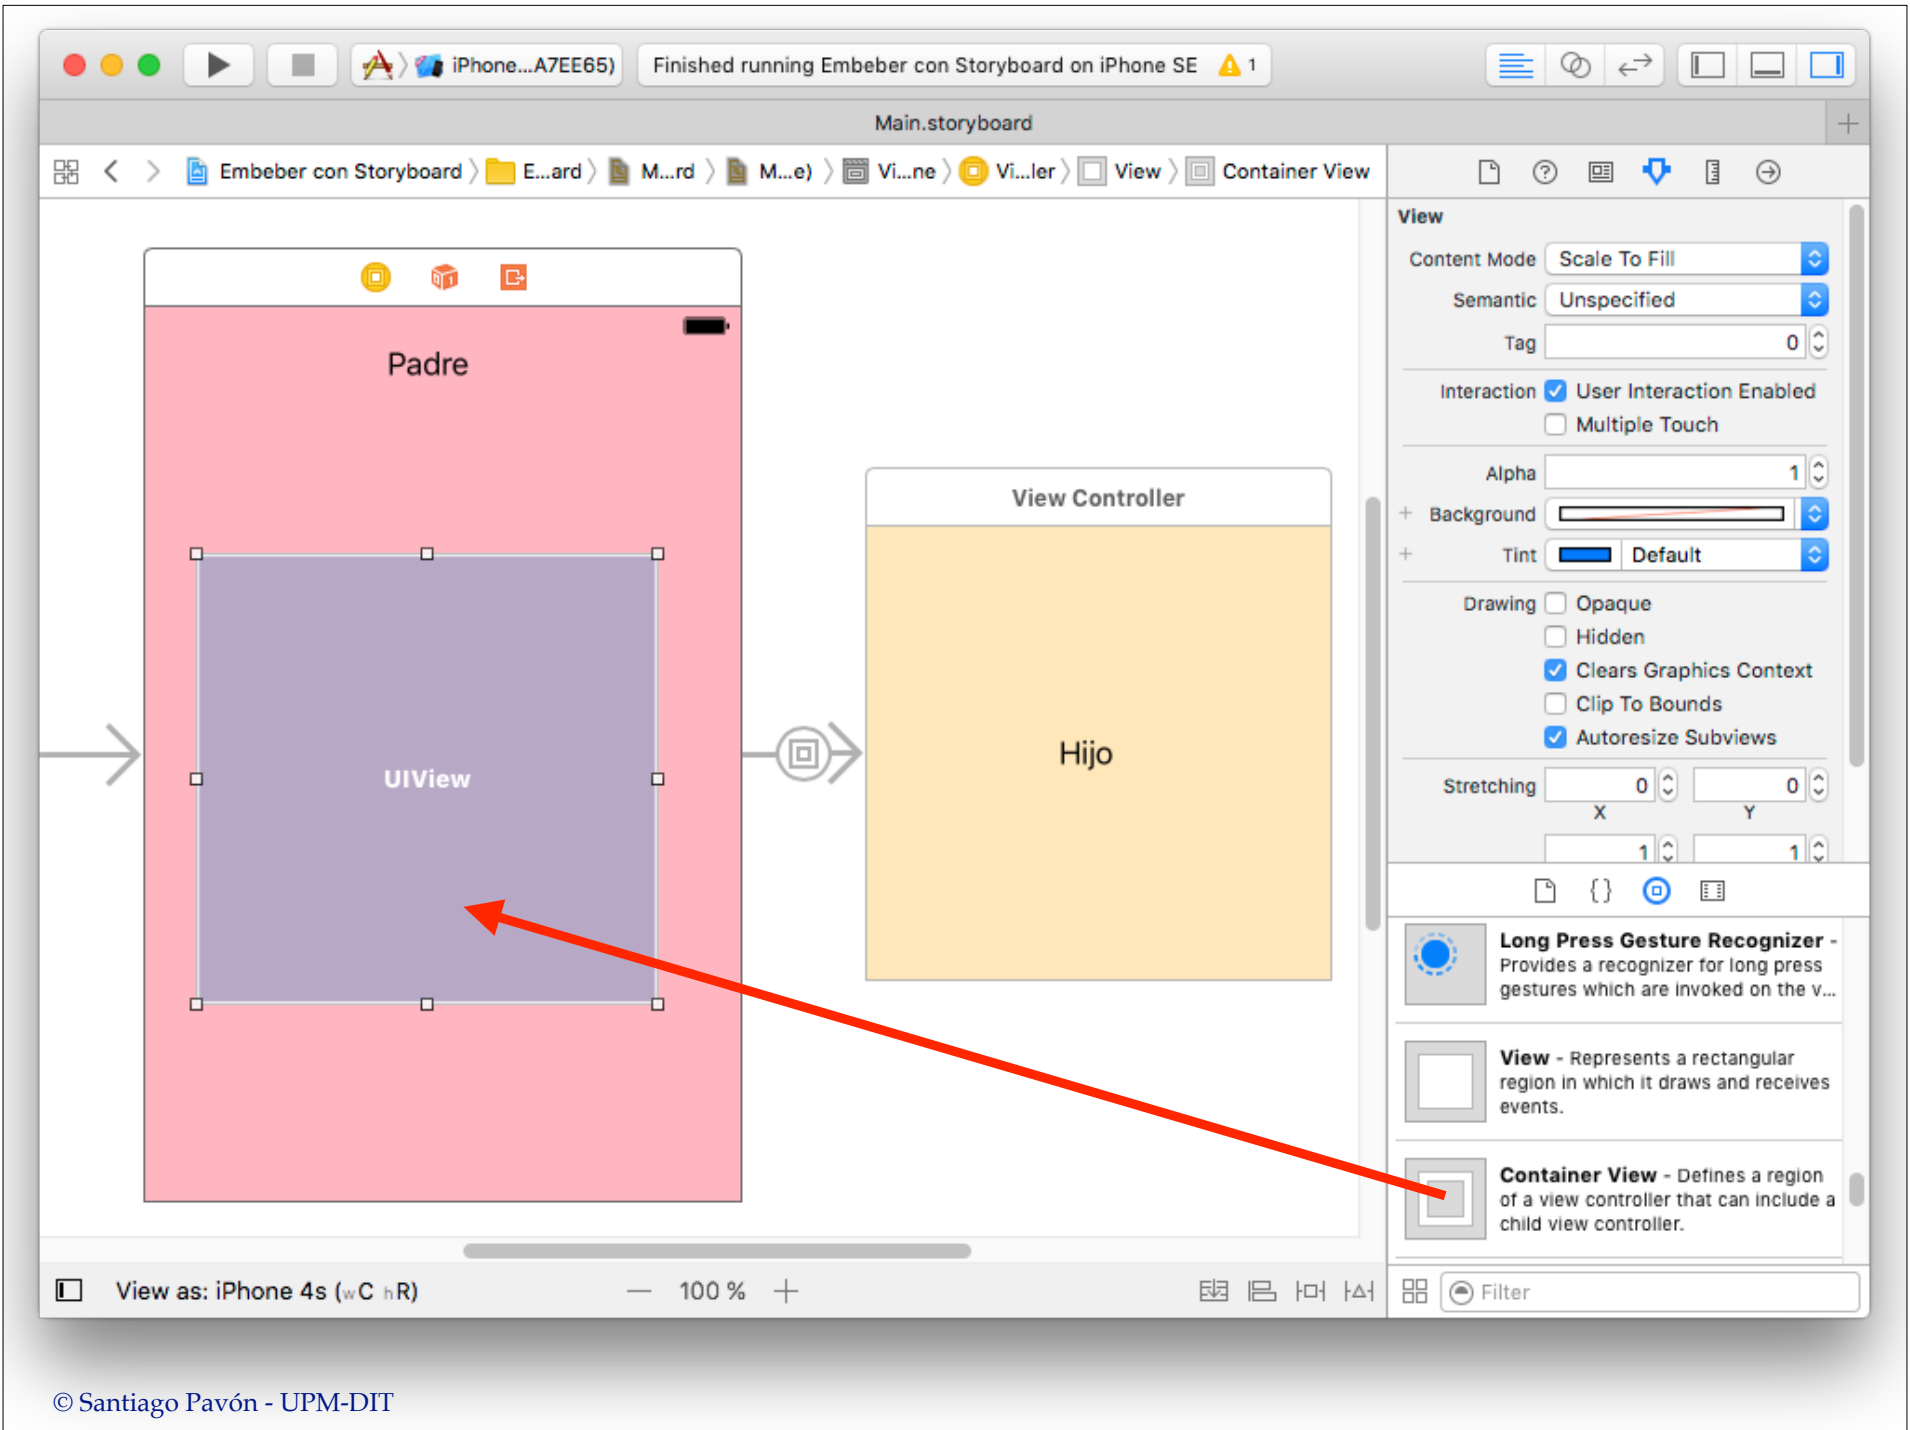 iPhone...A7EE65)
Finished running Embeber con Storyboard on iPhone SE
1
Main.storyboard
Embeber con Storyboard
E...ard
M...rd
M...e)
Vi...ne
Vi...ler
View
Container View
Padre
UIView
View Controller
Hijo
View
Content Mode Scale To Fill
Semantic Unspecified
Tag 0
Interaction User Interaction Enabled
Multiple Touch
Alpha 1
+ Background
+ Tint Default
Drawing Opaque
Hidden
Clears Graphics Context
Clip To Bounds
Autoresize Subviews
Stretching 0 0
X Y
1 1
Long Press Gesture Recognizer -
Provides a recognizer for long press
gestures which are invoked on the v...
View - Represents a rectangular
region in which it draws and receives
events.
Container View - Defines a region
of a view controller that can include a
child view controller.
View as: iPhone 4s (wC hR)
— 100 % +
Filter
© Santiago Pavón - UPM-DIT